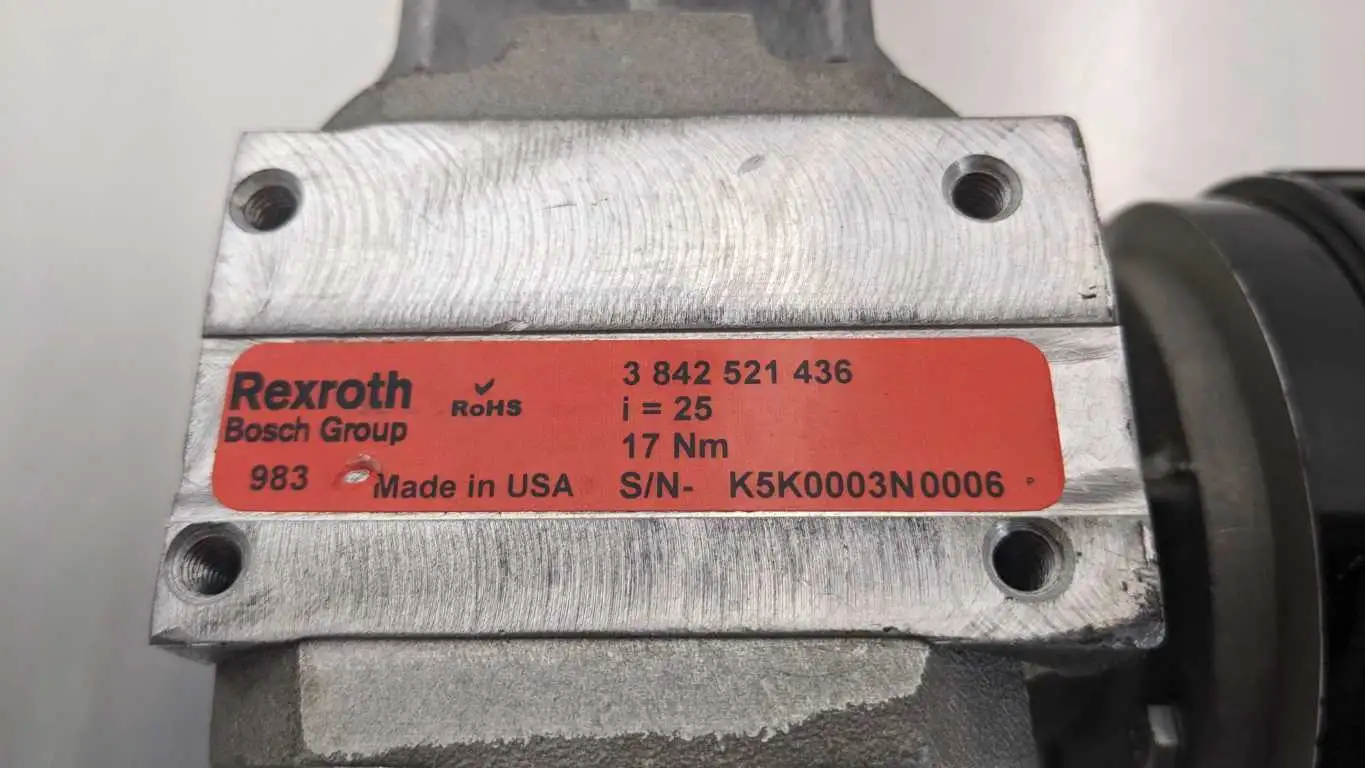 Rexroth
Bosch Group
RoHS
983
Made in USA
3 842 521 436
i = 25
17 Nm
S/N- K5K0003N0006 P